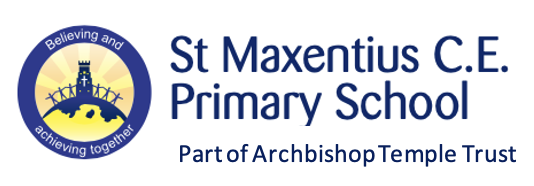 Believing and
achieving together
St Maxentius C.E.
Primary School
Part of Archbishop Temple Trust